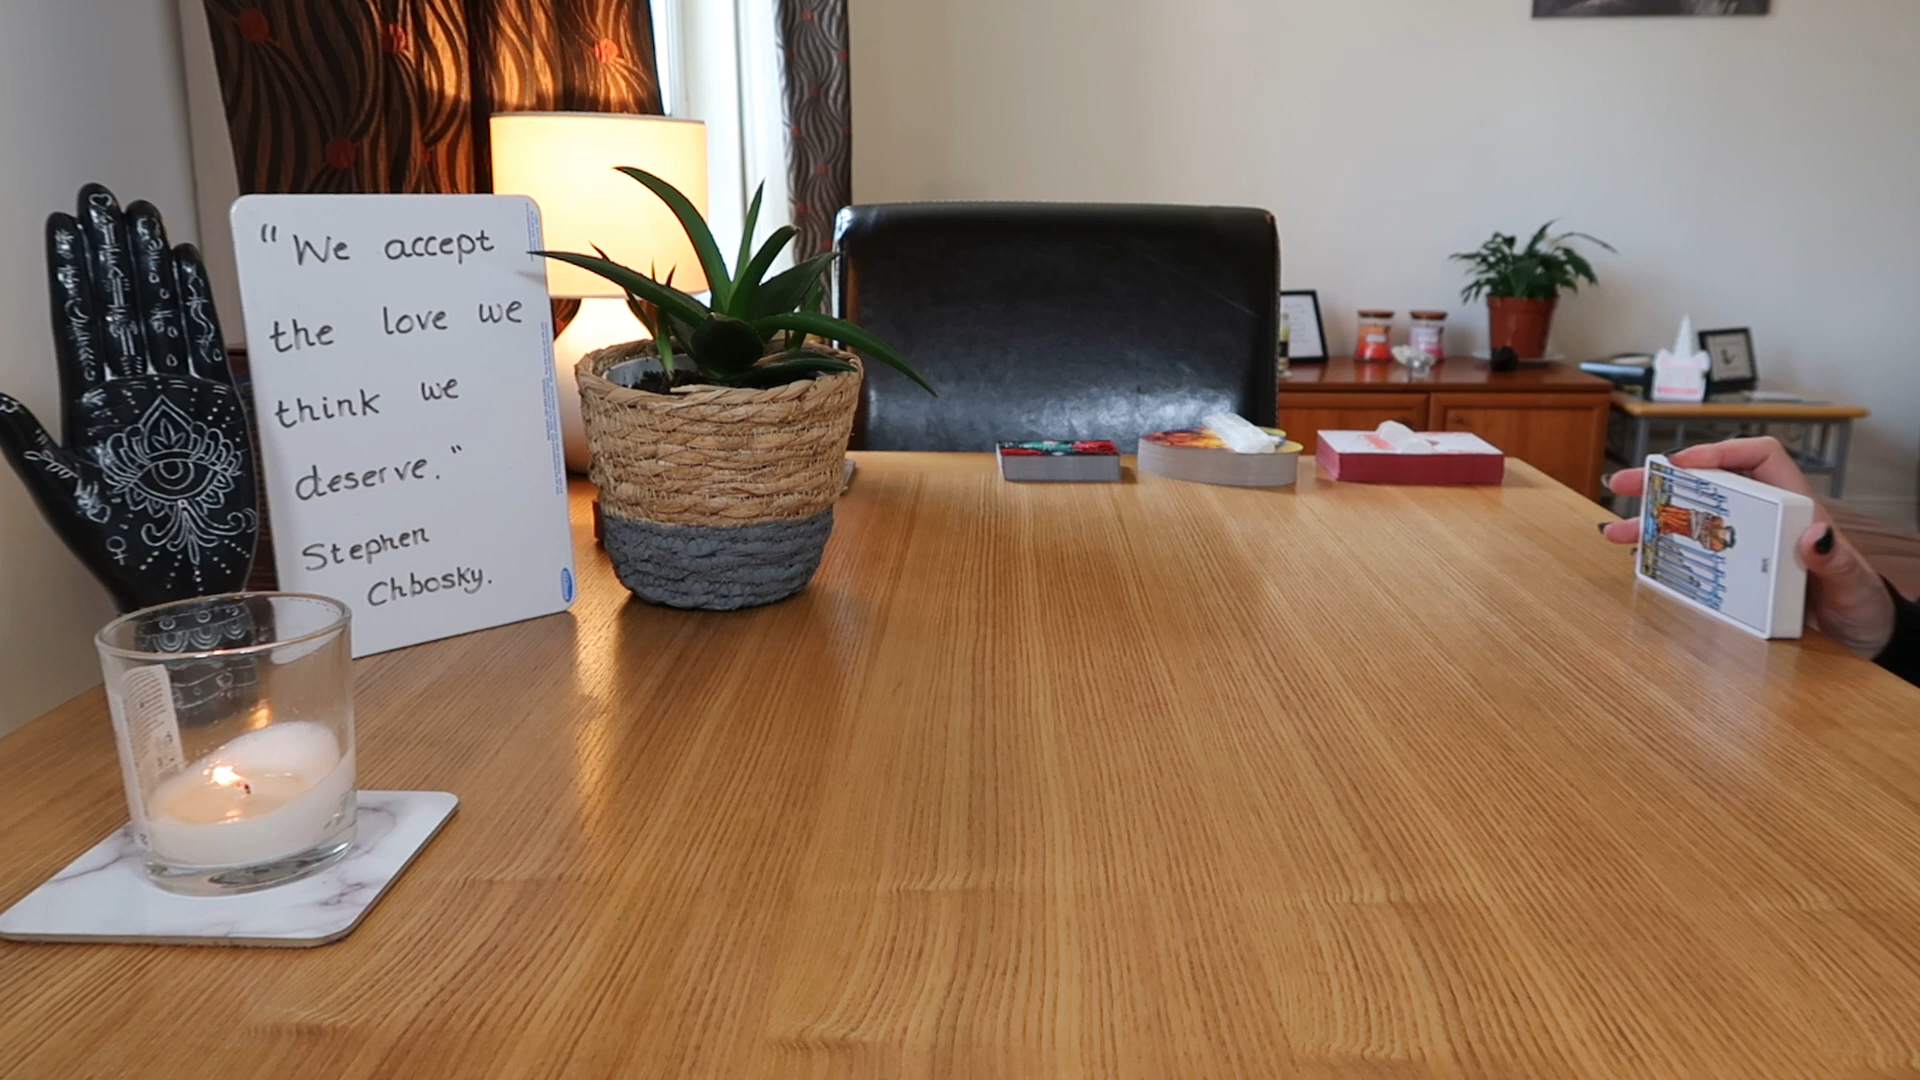 "We accept
the love we
think we
deserve."
Stephen
Chbosky.